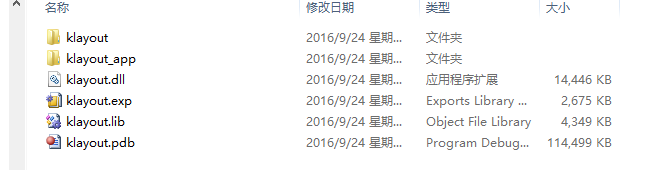 名称 修改日期 类型 大小
klayout 2016/9/24 星期... 文件夹
klayout_app 2016/9/24 星期... 文件夹
klayout.dll 2016/9/24 星期... 应用程序扩展 14,446 KB
klayout.exp 2016/9/24 星期... Exports Library ... 2,675 KB
klayout.lib 2016/9/24 星期... Object File Library 4,349 KB
klayout.pdb 2016/9/24 星期... Program Debug... 114,499 KB